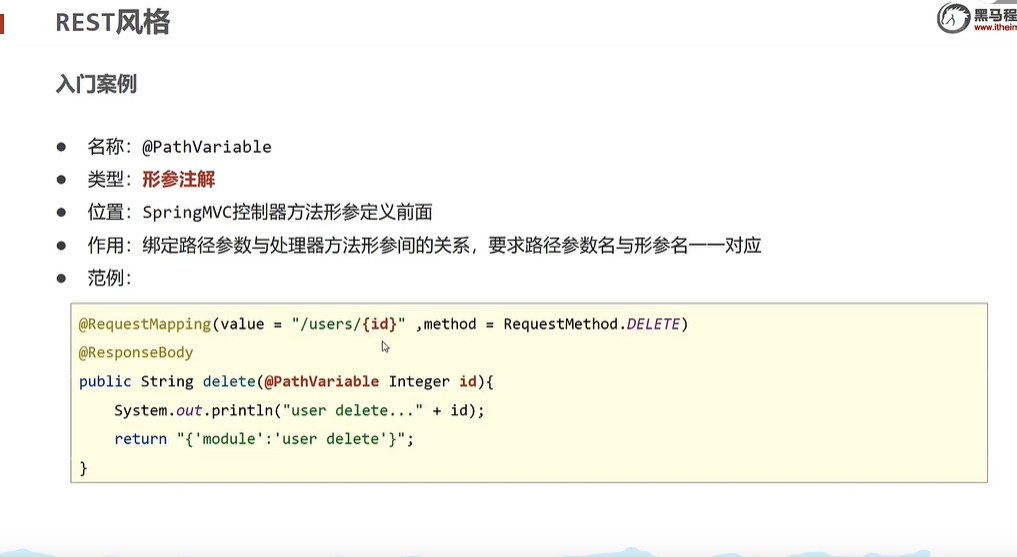 REST风格
黑马程
www.itheim
入门案例
● 名称：@PathVariable
● 类型：形参注解
● 位置：SpringMVC控制器方法形参定义前面
● 作用：绑定路径参数与处理器方法形参间的关系，要求路径参数名与形参名一一对应
● 范例：
@RequestMapping(value = "/users/{id}" ,method = RequestMethod.DELETE)
@ResponseBody
public String delete(@PathVariable Integer id){
    System.out.println("user delete..." + id);
    return "{'module':'user delete'}";
}